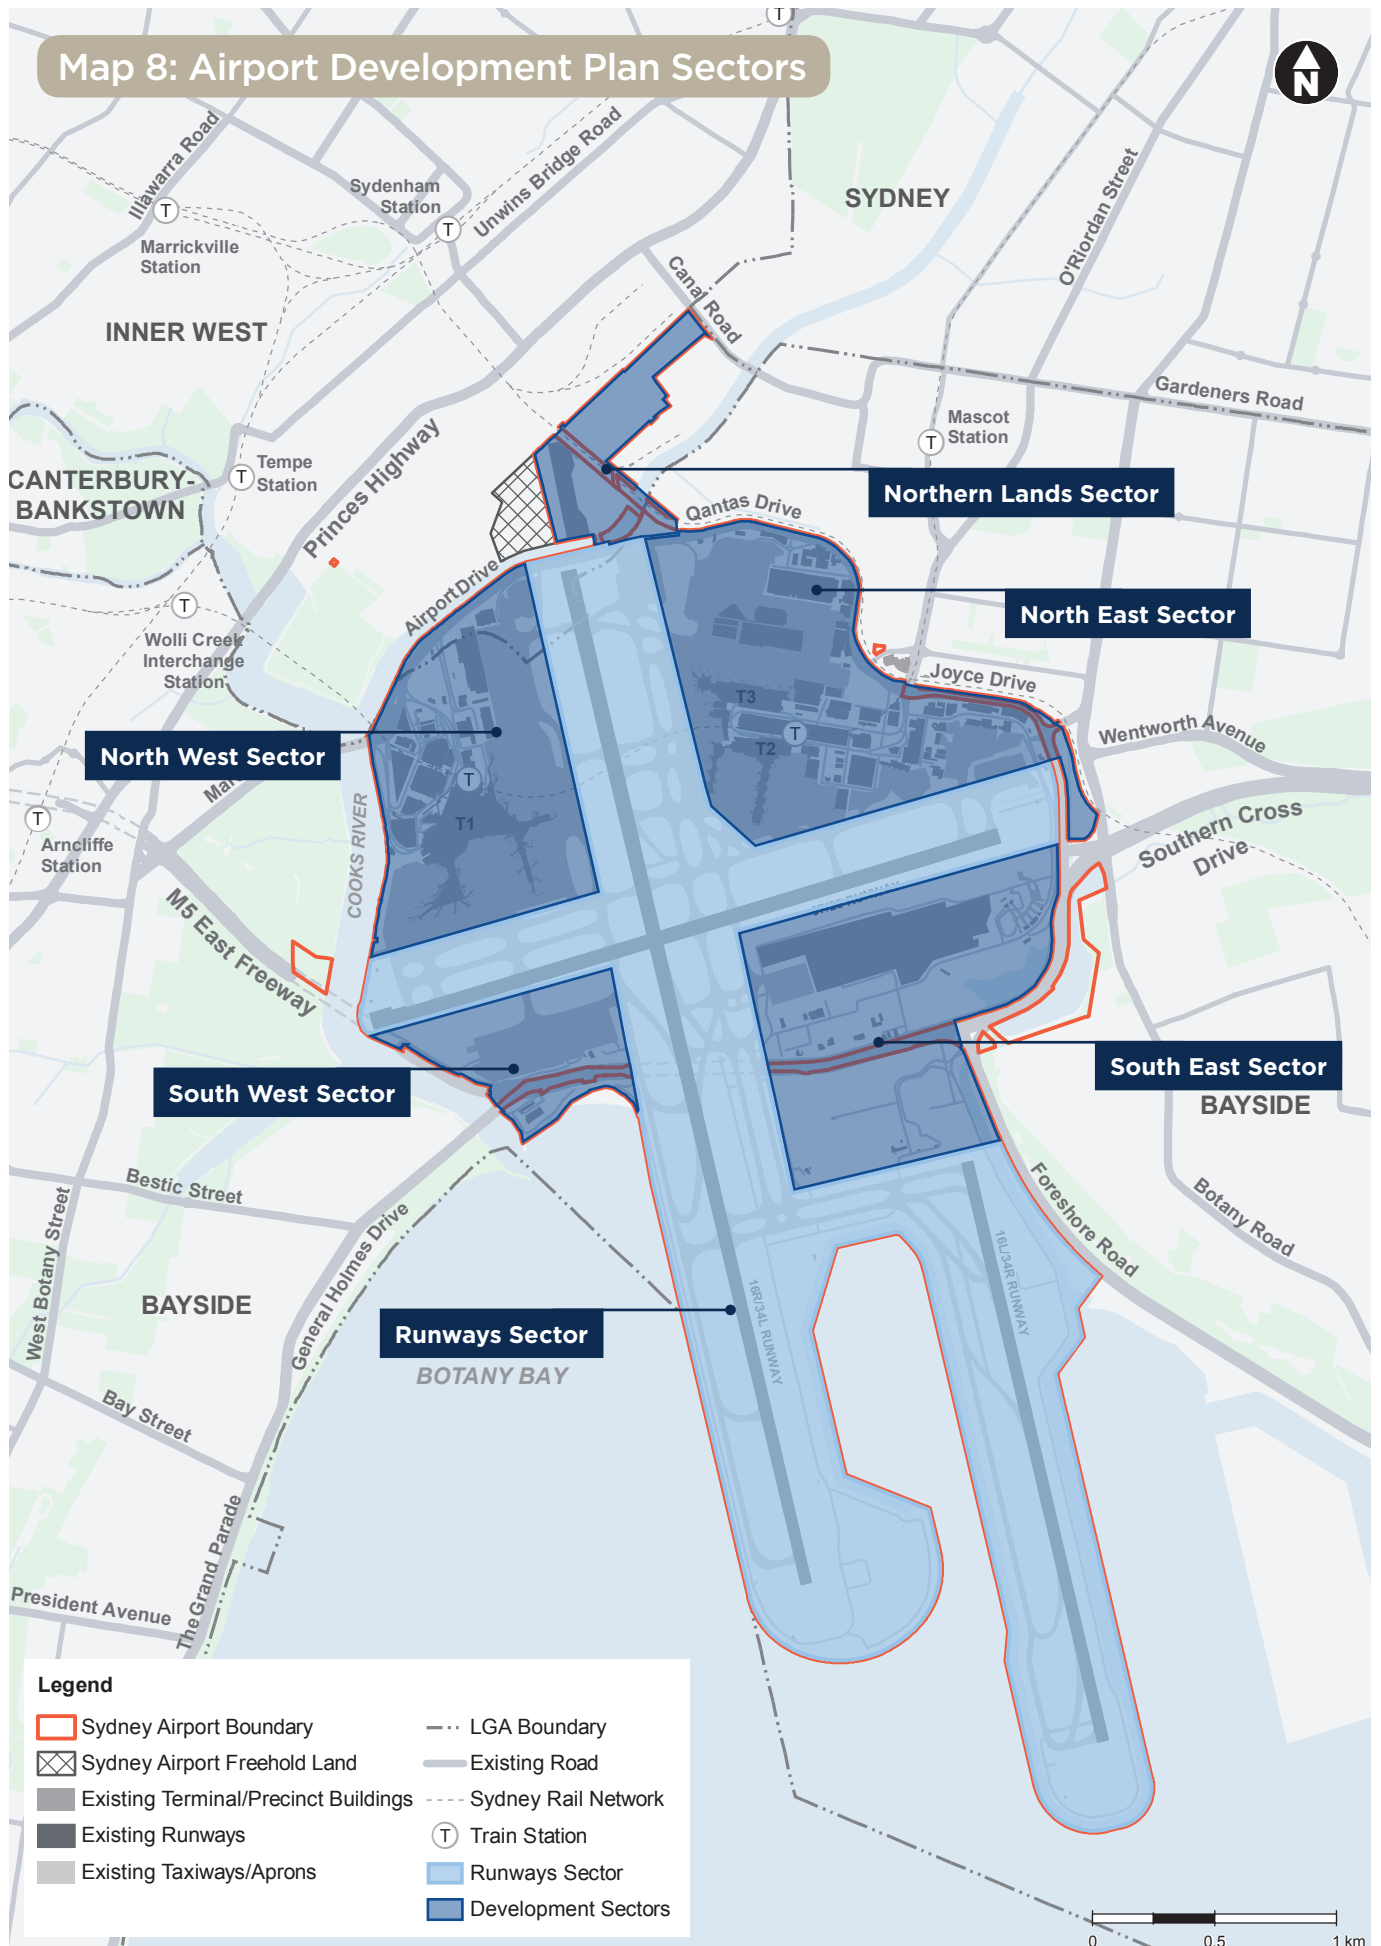 Map 8: Airport Development Plan Sectors
N
T
Illawarra Road
Sydenham
Station
T
Unwins Bridge Road
SYDNEY
O'Riordan Street
T
Marrickville
Station
Canal Road
INNER WEST
Gardeners Road
Mascot
Station
T
Princes Highway
Tempe
Station
T
CANTERBURY-
BANKSTOWN
Northern Lands Sector
Qantas Drive
Airport Drive
North East Sector
T
Wolli Creek
Interchange
Station
Joyce Drive
T3
T2
T
Wentworth Avenue
North West Sector
T
T1
COOKS RIVER
T
Arncliffe
Station
Southern Cross
Drive
M5 East Freeway
South East Sector
BAYSIDE
South West Sector
Bestic Street
West Botany Street
General Holmes Drive
Foreshore Road
Botany Road
16L/34R RUNWAY
16R/34L RUNWAY
BAYSIDE
Runways Sector
BOTANY BAY
Bay Street
The Grand Parade
President Avenue
Legend
Sydney Airport Boundary
Sydney Airport Freehold Land
Existing Terminal/Precinct Buildings
Existing Runways
Existing Taxiways/Aprons
LGA Boundary
Existing Road
Sydney Rail Network
T
Train Station
Runways Sector
Development Sectors
0 0.5 1 km